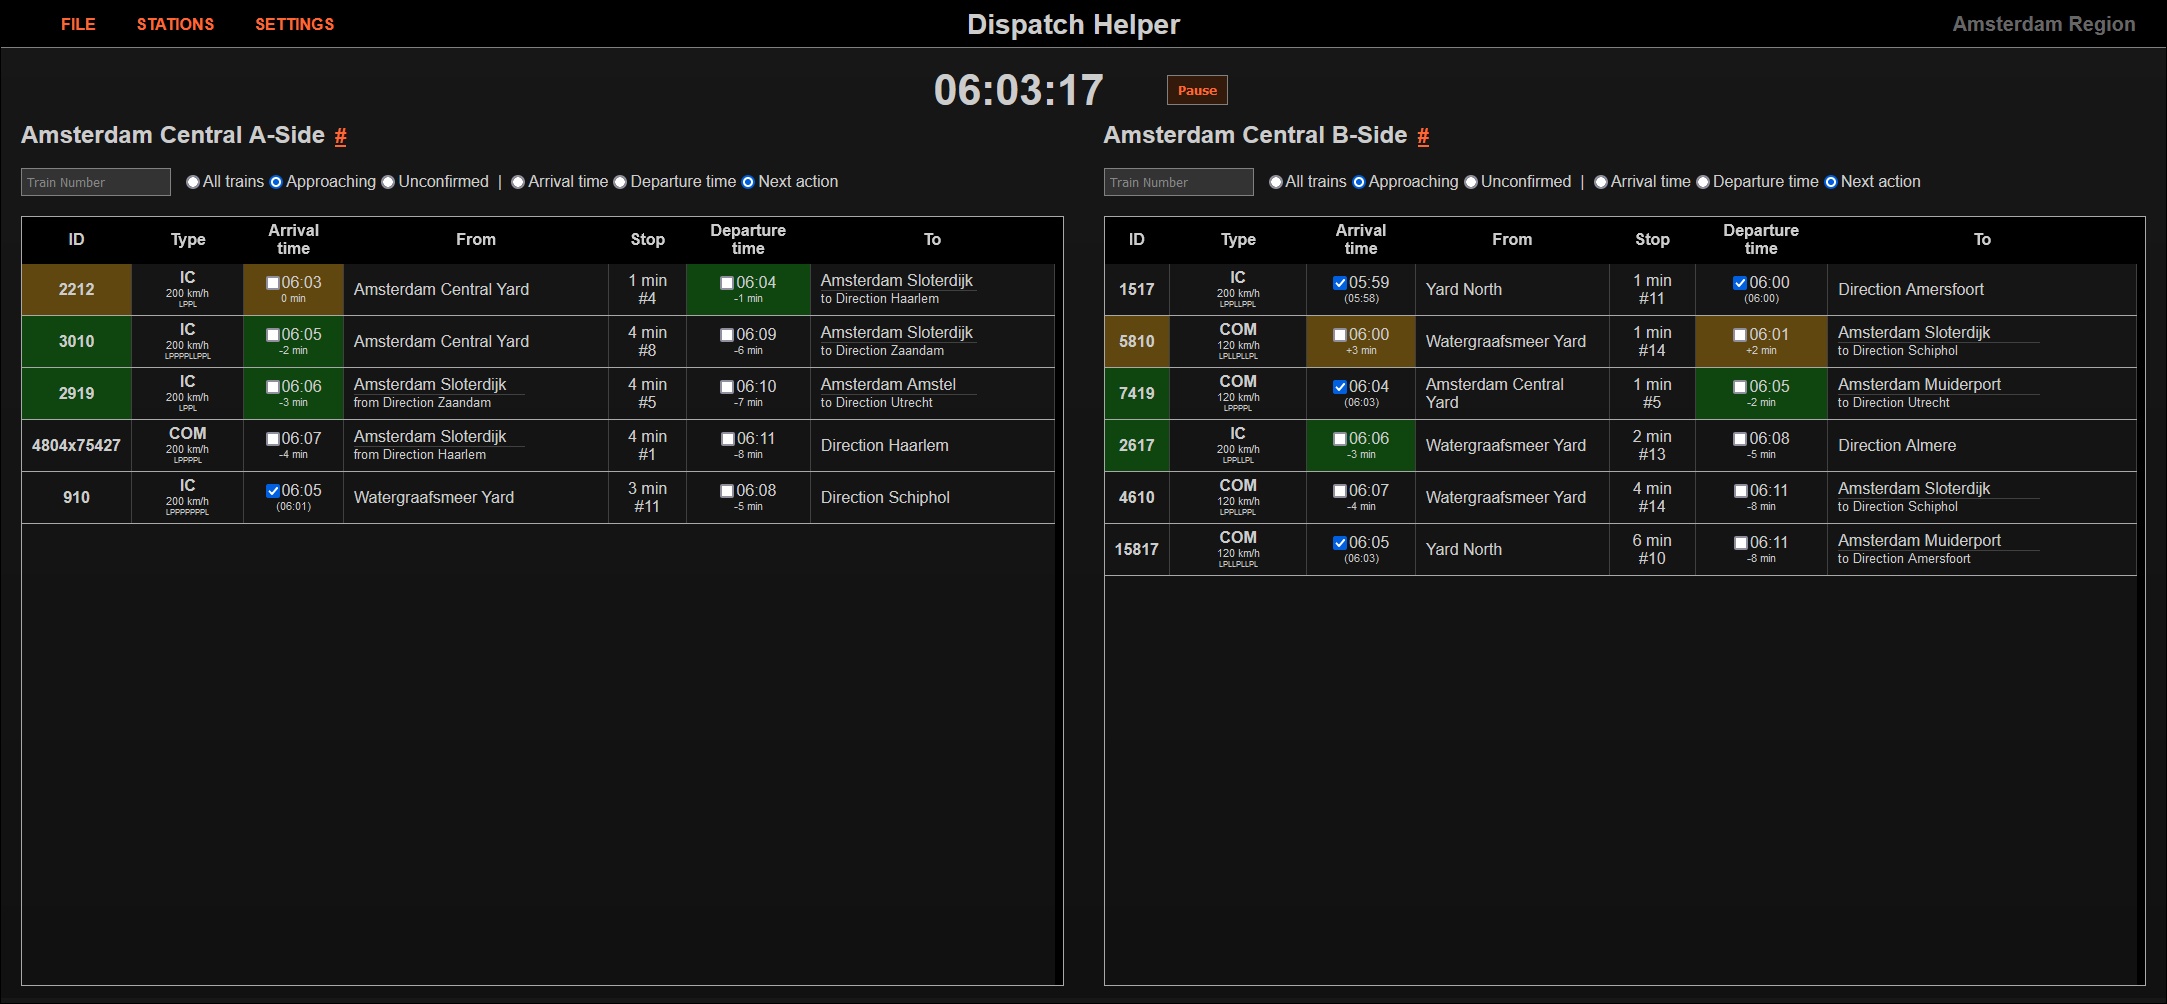 FILE STATIONS SETTINGS Dispatch Helper Amsterdam Region
06:03:17 Pause
Amsterdam Central A-Side #
Train Number All trains Approaching Unconfirmed | Arrival time Departure time Next action
ID Type Arrival time From Stop Departure time To
2212 IC 200 km/h LPPL 06:03 0 min Amsterdam Central Yard 1 min #4 06:04 -1 min Amsterdam Sloterdijk to Direction Haarlem
3010 IC 200 km/h LPPPPLLPPL 06:05 -2 min Amsterdam Central Yard 4 min #8 06:09 -6 min Amsterdam Sloterdijk to Direction Zaandam
2919 IC 200 km/h LPPL 06:06 -3 min Amsterdam Sloterdijk from Direction Zaandam 4 min #5 06:10 -7 min Amsterdam Amstel to Direction Utrecht
4804x75427 COM 200 km/h LPPPPL 06:07 -4 min Amsterdam Sloterdijk from Direction Haarlem 4 min #1 06:11 -8 min Direction Haarlem
910 IC 200 km/h LPPPPPPPL 06:05 (06:01) Watergraafsmeer Yard 3 min #11 06:08 -5 min Direction Schiphol
Amsterdam Central B-Side #
Train Number All trains Approaching Unconfirmed | Arrival time Departure time Next action
ID Type Arrival time From Stop Departure time To
1517 IC 200 km/h LPPLLPPL 05:59 (05:58) Yard North 1 min #11 06:00 (06:00) Direction Amersfoort
5810 COM 120 km/h LPLLPLLPL 06:00 +3 min Watergraafsmeer Yard 1 min #14 06:01 +2 min Amsterdam Sloterdijk to Direction Schiphol
7419 COM 120 km/h LPPPPL 06:04 (06:03) Amsterdam Central Yard 1 min #5 06:05 -2 min Amsterdam Muiderport to Direction Utrecht
2617 IC 200 km/h LPPLLPL 06:06 -3 min Watergraafsmeer Yard 2 min #13 06:08 -5 min Direction Almere
4610 COM 120 km/h LPPLLPPL 06:07 -4 min Watergraafsmeer Yard 4 min #14 06:11 -8 min Amsterdam Sloterdijk to Direction Schiphol
15817 COM 120 km/h LPLLPLLPL 06:05 (06:03) Yard North 6 min #10 06:11 -8 min Amsterdam Muiderport to Direction Amersfoort